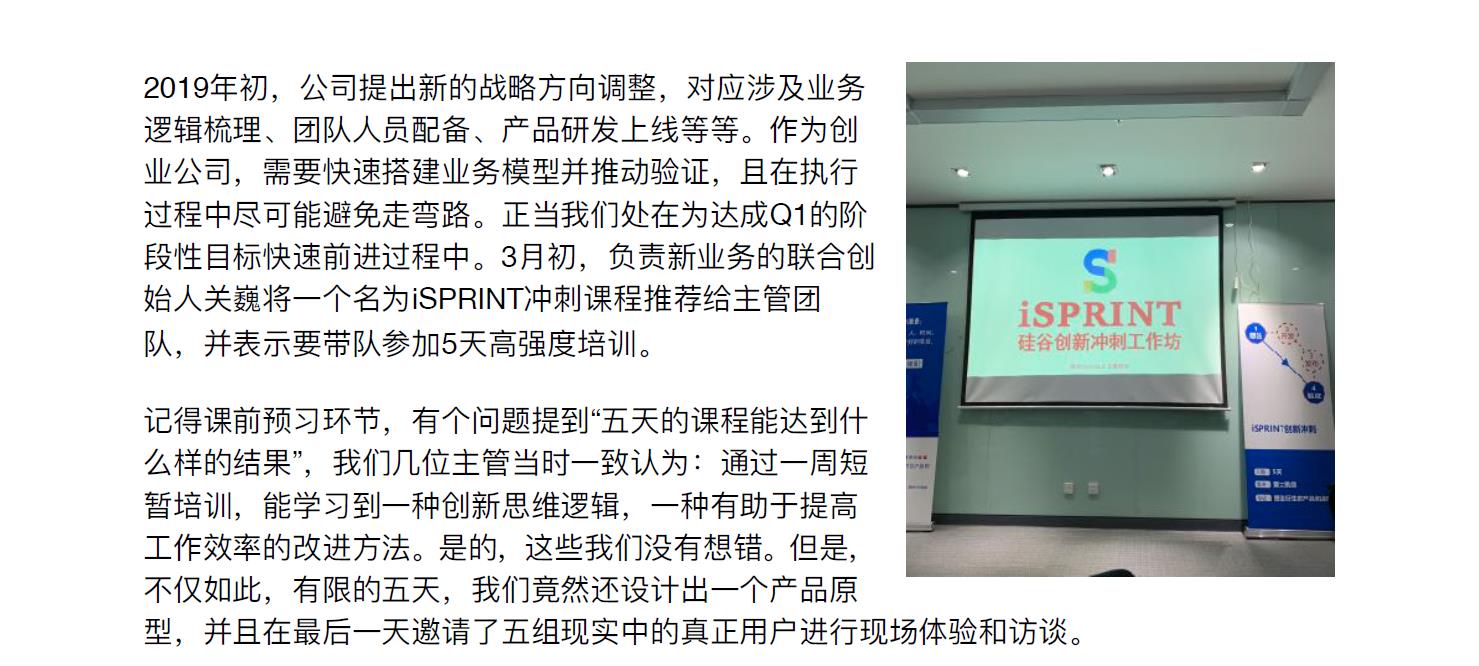 2019年初，公司提出新的战略方向调整，对应涉及业务
逻辑梳理、团队人员配备、产品研发上线等等。作为创
业公司，需要快速搭建业务模型并推动验证，且在执行
过程中尽可能避免走弯路。正当我们处在为达成Q1的阶
段性目标快速前进过程中。3月初，负责新业务的联合创
始人关巍将一个名为iSPRINT冲刺课程推荐给主管团
队，并表示要带队参加5天高强度培训。
记得课前预习环节，有个问题提到“五天的课程能达到什
么样的结果”，我们几位主管当时一致认为：通过一周短
暂培训，能学习到一种创新思维逻辑，一种有助于提高
工作效率的改进方法。是的，这些我们没有想错。但是，
不仅如此，有限的五天，我们竟然还设计出一个产品原
型，并且在最后一天邀请了五组现实中的真正用户进行现场体验和访谈。
iSPRINT
硅谷创新冲刺工作坊
1
4
iSPRINT创新冲刺
5天